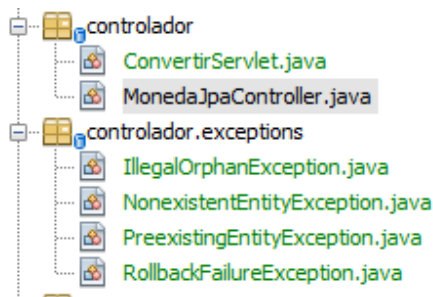 controlador
ConvertirServlet.java
MonedaJpaController.java
controlador.exceptions
IllegalOrphanException.java
NonexistentEntityException.java
PreexistingEntityException.java
RollbackFailureException.java